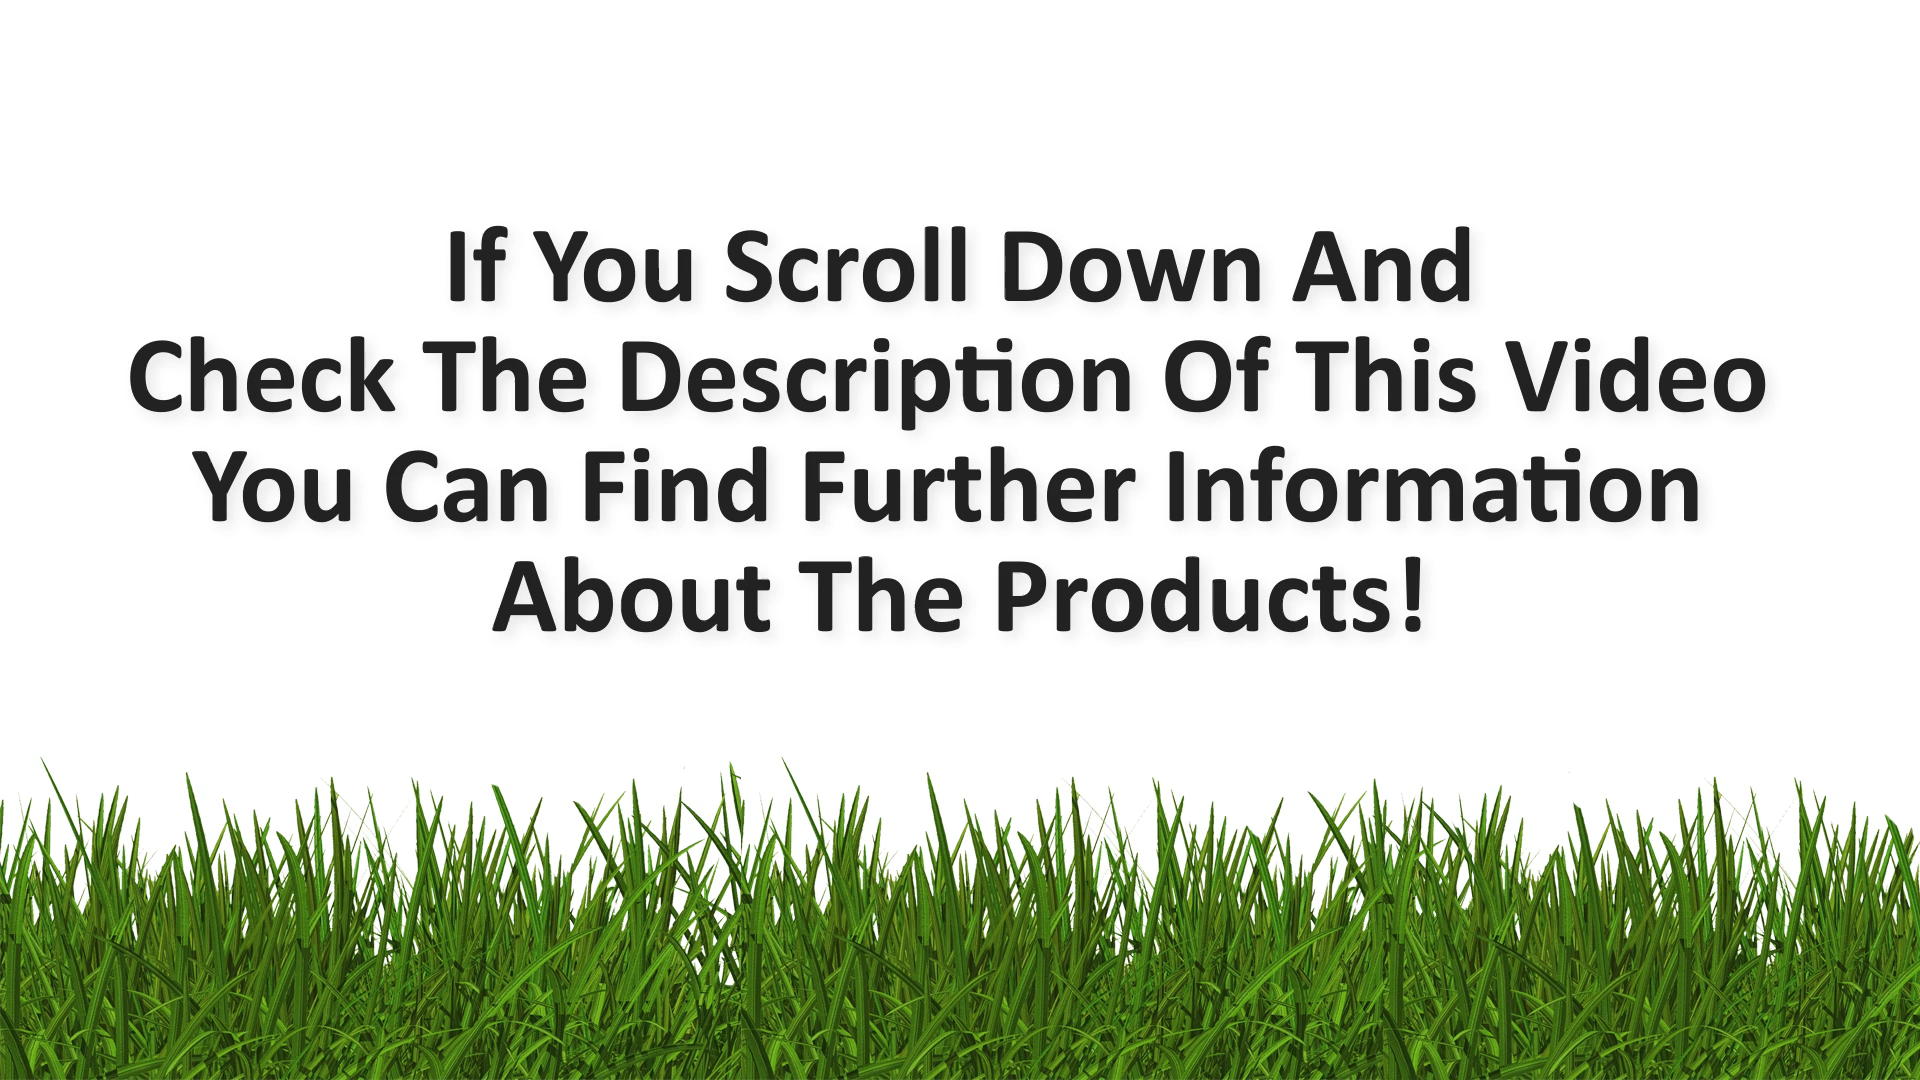 If You Scroll Down And
Check The Description Of This Video
You Can Find Further Information
About The Products!